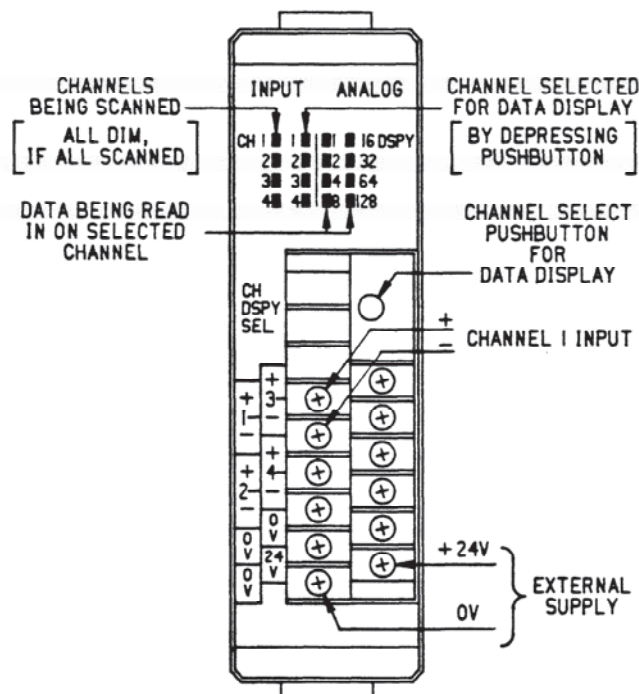 CHANNELS
BEING SCANNED
[ALL DIM,
IF ALL SCANNED]
DATA BEING READ
IN ON SELECTED
CHANNEL
INPUT ANALOG
CH 1 1 1 16 DSPY
2 2 2 32
3 3 4 64
4 4 8 128
CHANNEL SELECTED
FOR DATA DISPLAY
[BY DEPRESSING
PUSHBUTTON]
CHANNEL SELECT
PUSHBUTTON
FOR
DATA DISPLAY
CH
DSPY
SEL
+
-
CHANNEL 1 INPUT
+
1
-
+
2
-
0
V
0
V
+
3
-
+
4
-
0
V
24
V
+24V
0V
EXTERNAL
SUPPLY